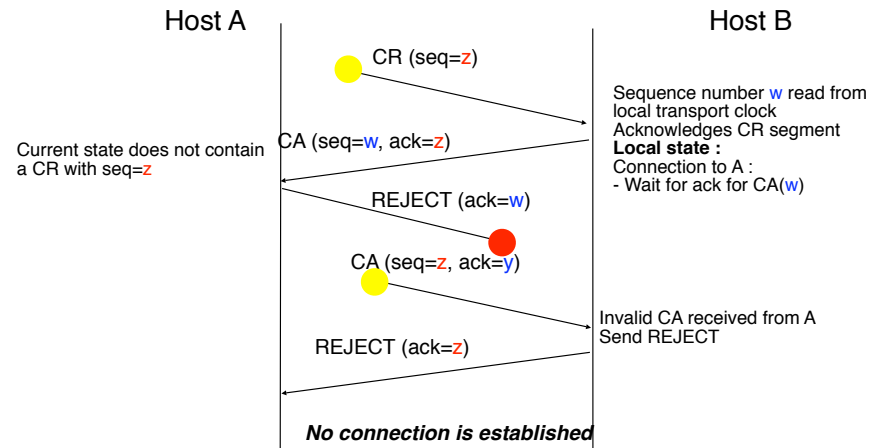 Host A
Host B
CR (seq=z)
Sequence number w read from
local transport clock
Acknowledges CR segment
Local state :
Connection to A :
- Wait for ack for CA(w)
CA (seq=w, ack=z)
Current state does not contain
a CR with seq=z
REJECT (ack=w)
CA (seq=z, ack=y)
Invalid CA received from A
Send REJECT
REJECT (ack=z)
No connection is established